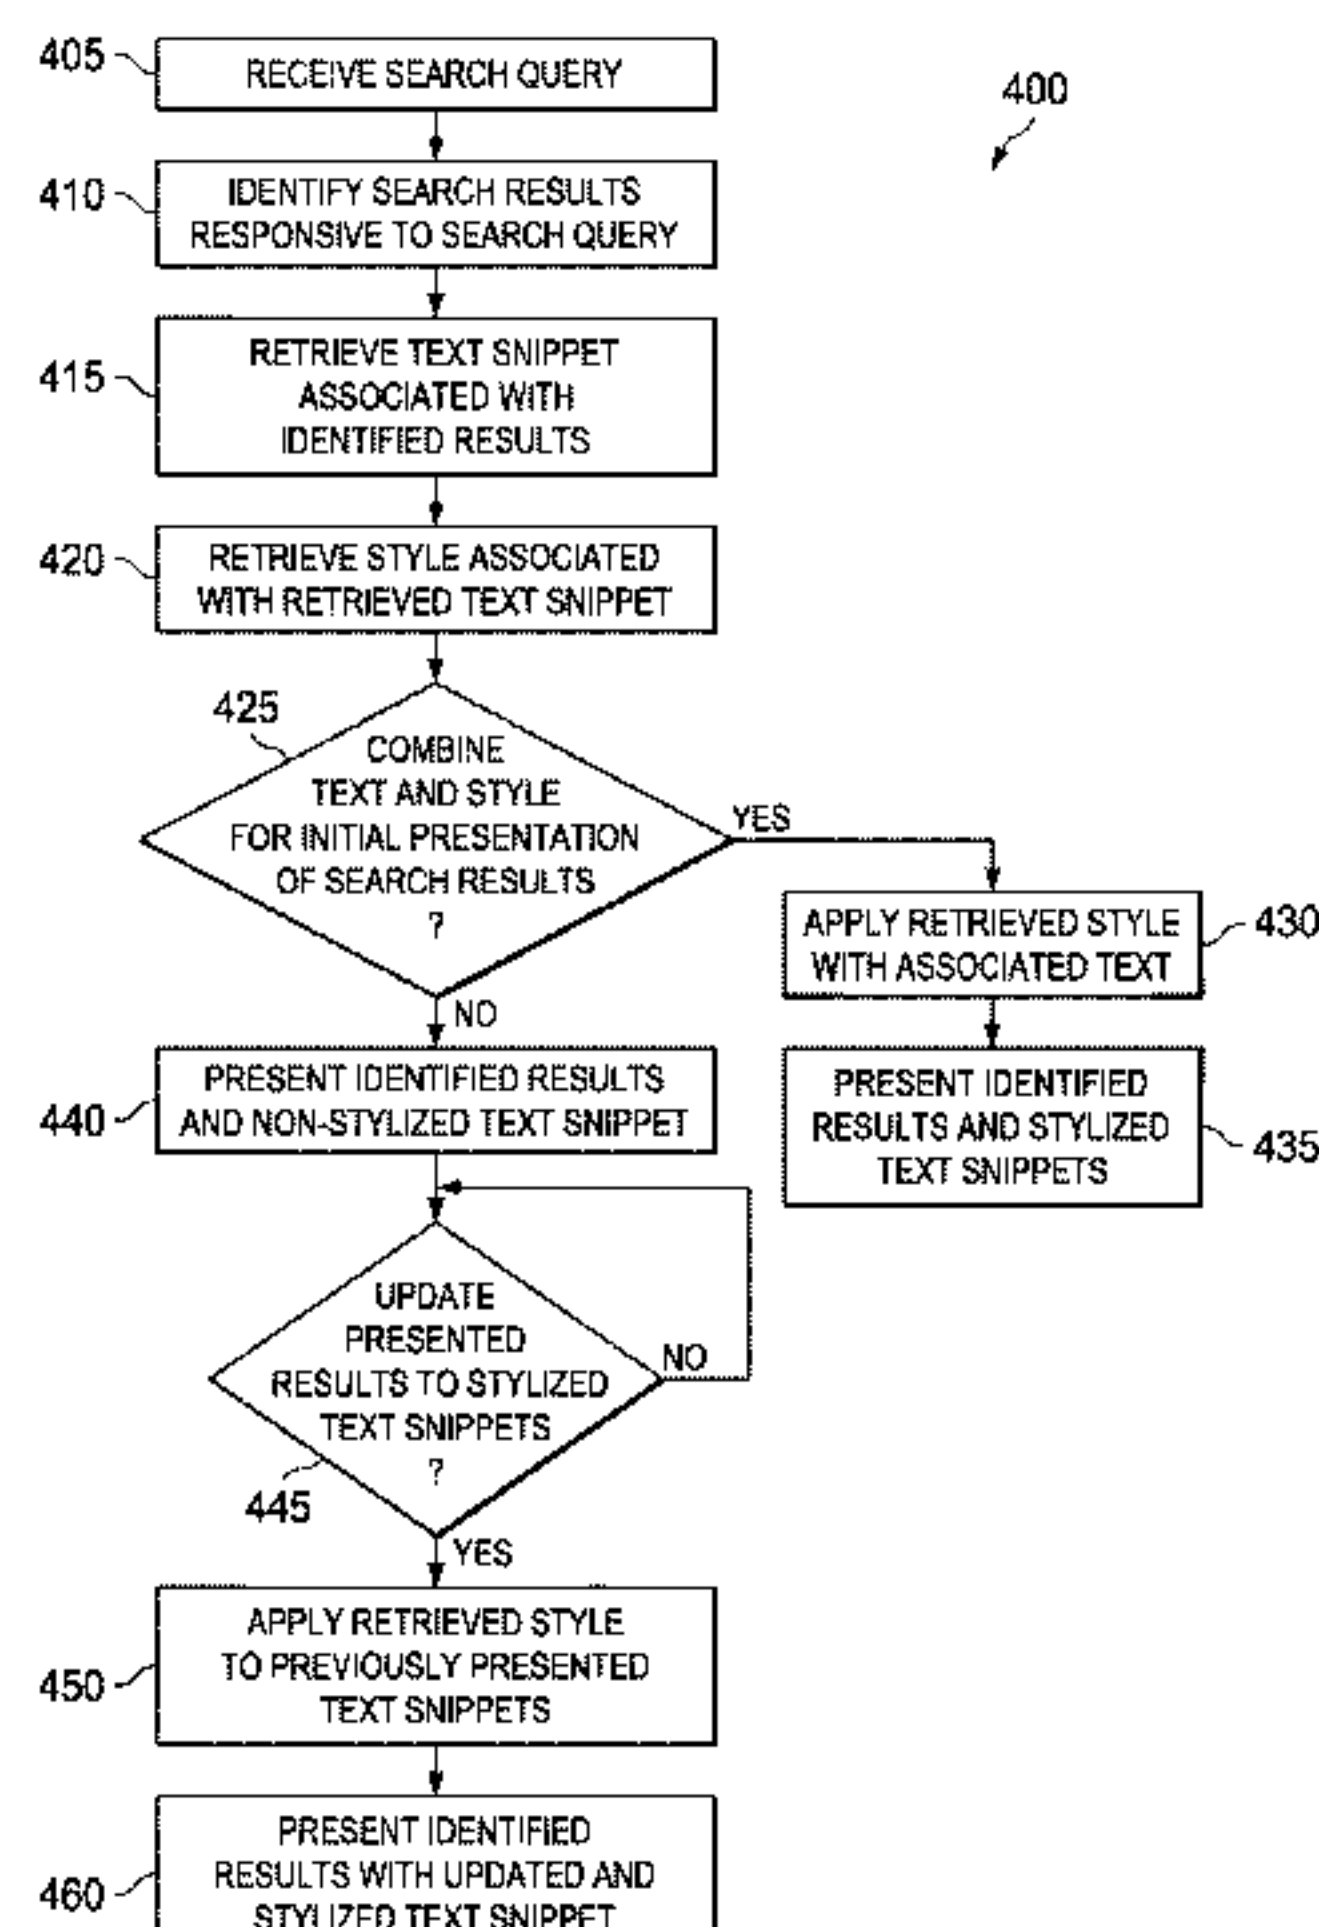 405
RECEIVE SEARCH QUERY
400
410
IDENTIFY SEARCH RESULTS
RESPONSIVE TO SEARCH QUERY
415
RETRIEVE TEXT SNIPPET
ASSOCIATED WITH
IDENTIFIED RESULTS
420
RETRIEVE STYLE ASSOCIATED
WITH RETRIEVED TEXT SNIPPET
425
COMBINE
TEXT AND STYLE
FOR INITIAL PRESENTATION
OF SEARCH RESULTS
?
YES
APPLY RETRIEVED STYLE
WITH ASSOCIATED TEXT
430
PRESENT IDENTIFIED
RESULTS AND STYLIZED
TEXT SNIPPETS
435
NO
440
PRESENT IDENTIFIED RESULTS
AND NON-STYLIZED TEXT SNIPPET
UPDATE
PRESENTED
RESULTS TO STYLIZED
TEXT SNIPPETS
?
NO
445
YES
450
APPLY RETRIEVED STYLE
TO PREVIOUSLY PRESENTED
TEXT SNIPPETS
460
PRESENT IDENTIFIED
RESULTS WITH UPDATED AND
STYLIZED TEXT SNIPPET